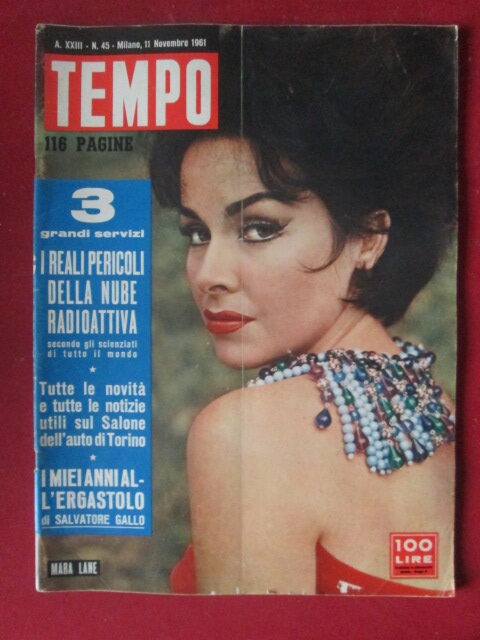 A. XXIII - N. 45 - Milano, 11 Novembre 1961
TEMPO
116 PAGINE
3
grandi servizi
I REALI PERICOLI
DELLA NUBE
RADIOATTIVA
secondo gli scienziati
di tutto il mondo
Tutte le novità
e tutte le notizie
utili sul Salone
dell'auto di Torino
I MIEI ANNI AL-
L'ERGASTOLO
di SALVATORE GALLO
MARA LANE
100
LIRE